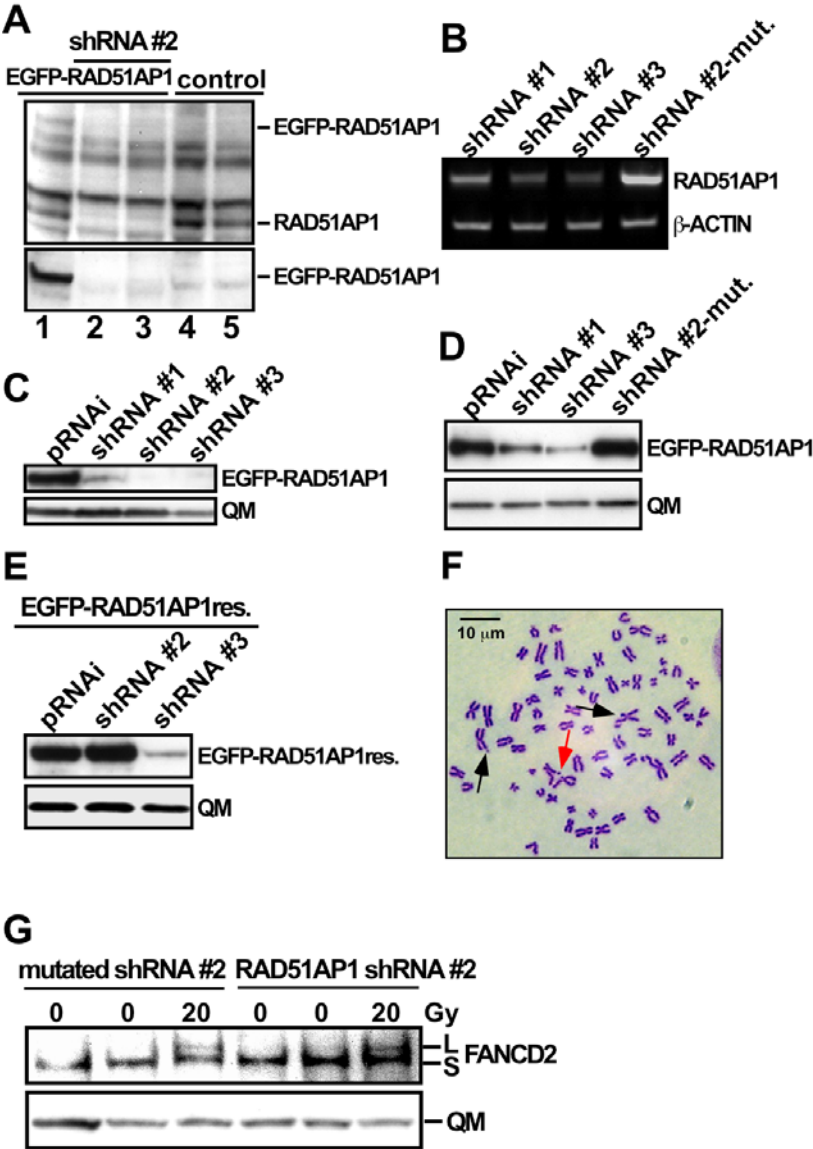 A
shRNA #2
EGFP-RAD51AP1 control
EGFP-RAD51AP1
RAD51AP1
EGFP-RAD51AP1
1 2 3 4 5
B
shRNA #1 shRNA #2 shRNA #3 shRNA #2-mut.
RAD51AP1
β-ACTIN
C
pRNAi shRNA #1 shRNA #2 shRNA #3
EGFP-RAD51AP1
QM
D
pRNAi shRNA #1 shRNA #3 shRNA #2-mut.
EGFP-RAD51AP1
QM
E
EGFP-RAD51AP1res.
pRNAi shRNA #2 shRNA #3
EGFP-RAD51AP1res.
QM
F
10 μm
G
mutated shRNA #2 RAD51AP1 shRNA #2
0 0 20 0 0 20 Gy
L
S FANCD2
QM